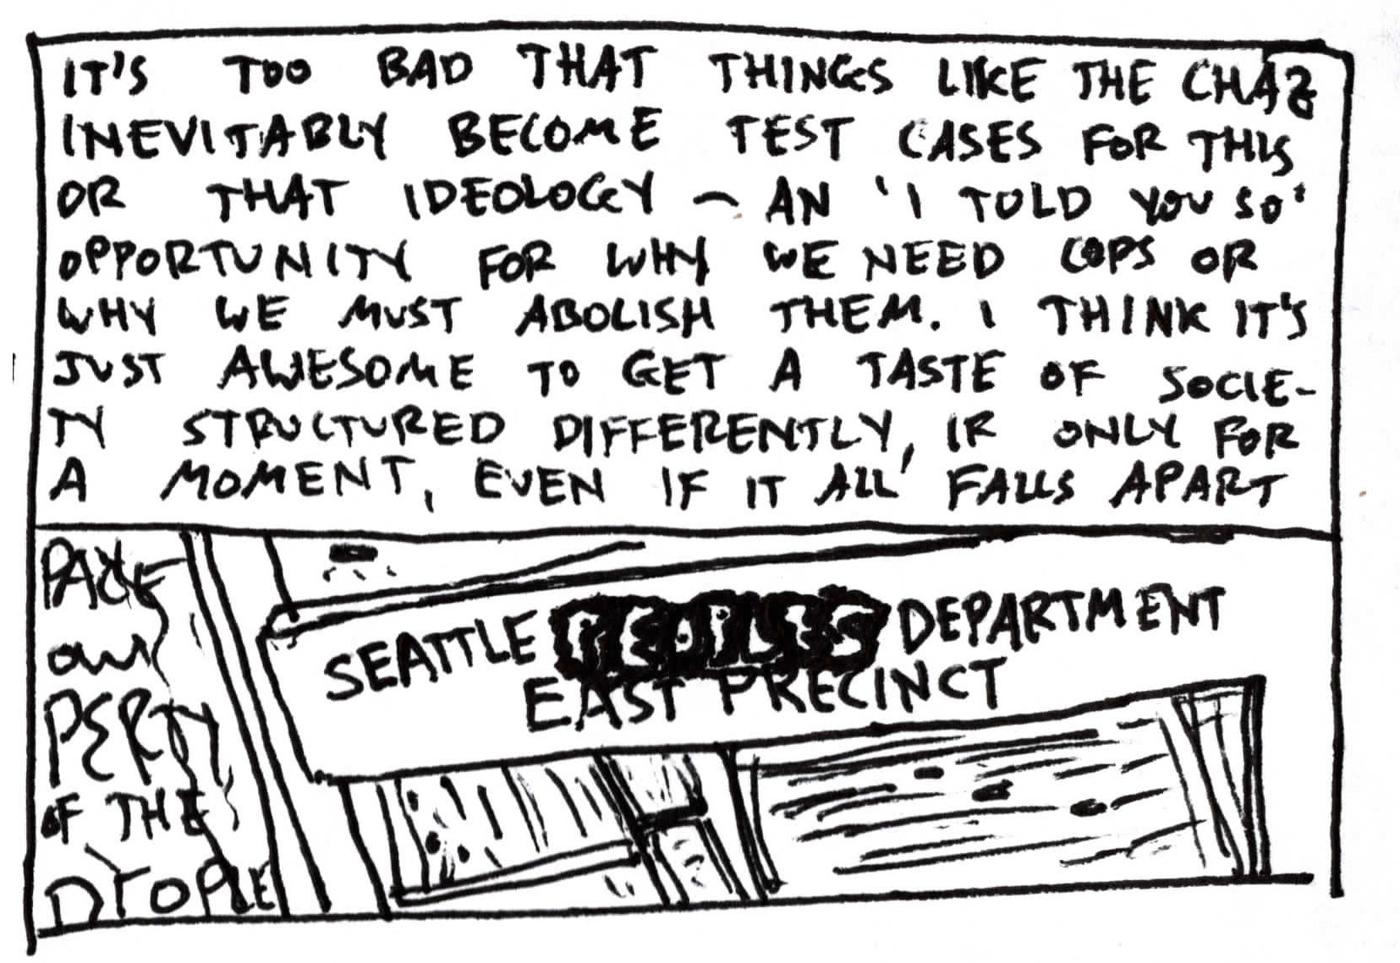 IT'S TOO BAD THAT THINGS LIKE THE CHAZ
INEVITABLY BECOME TEST CASES FOR THIS
OR THAT IDEOLOGY – AN 'I TOLD YOU SO'
OPPORTUNITY FOR WHY WE NEED COPS OR
WHY WE MUST ABOLISH THEM. I THINK IT'S
JUST AWESOME TO GET A TASTE OF SOCIE-
TY STRUCTURED DIFFERENTLY, IF ONLY FOR
A MOMENT, EVEN IF IT ALL FALLS APART
SEATTLE PEOPLES DEPARTMENT
EAST PRECINCT
PERTY
OF THE